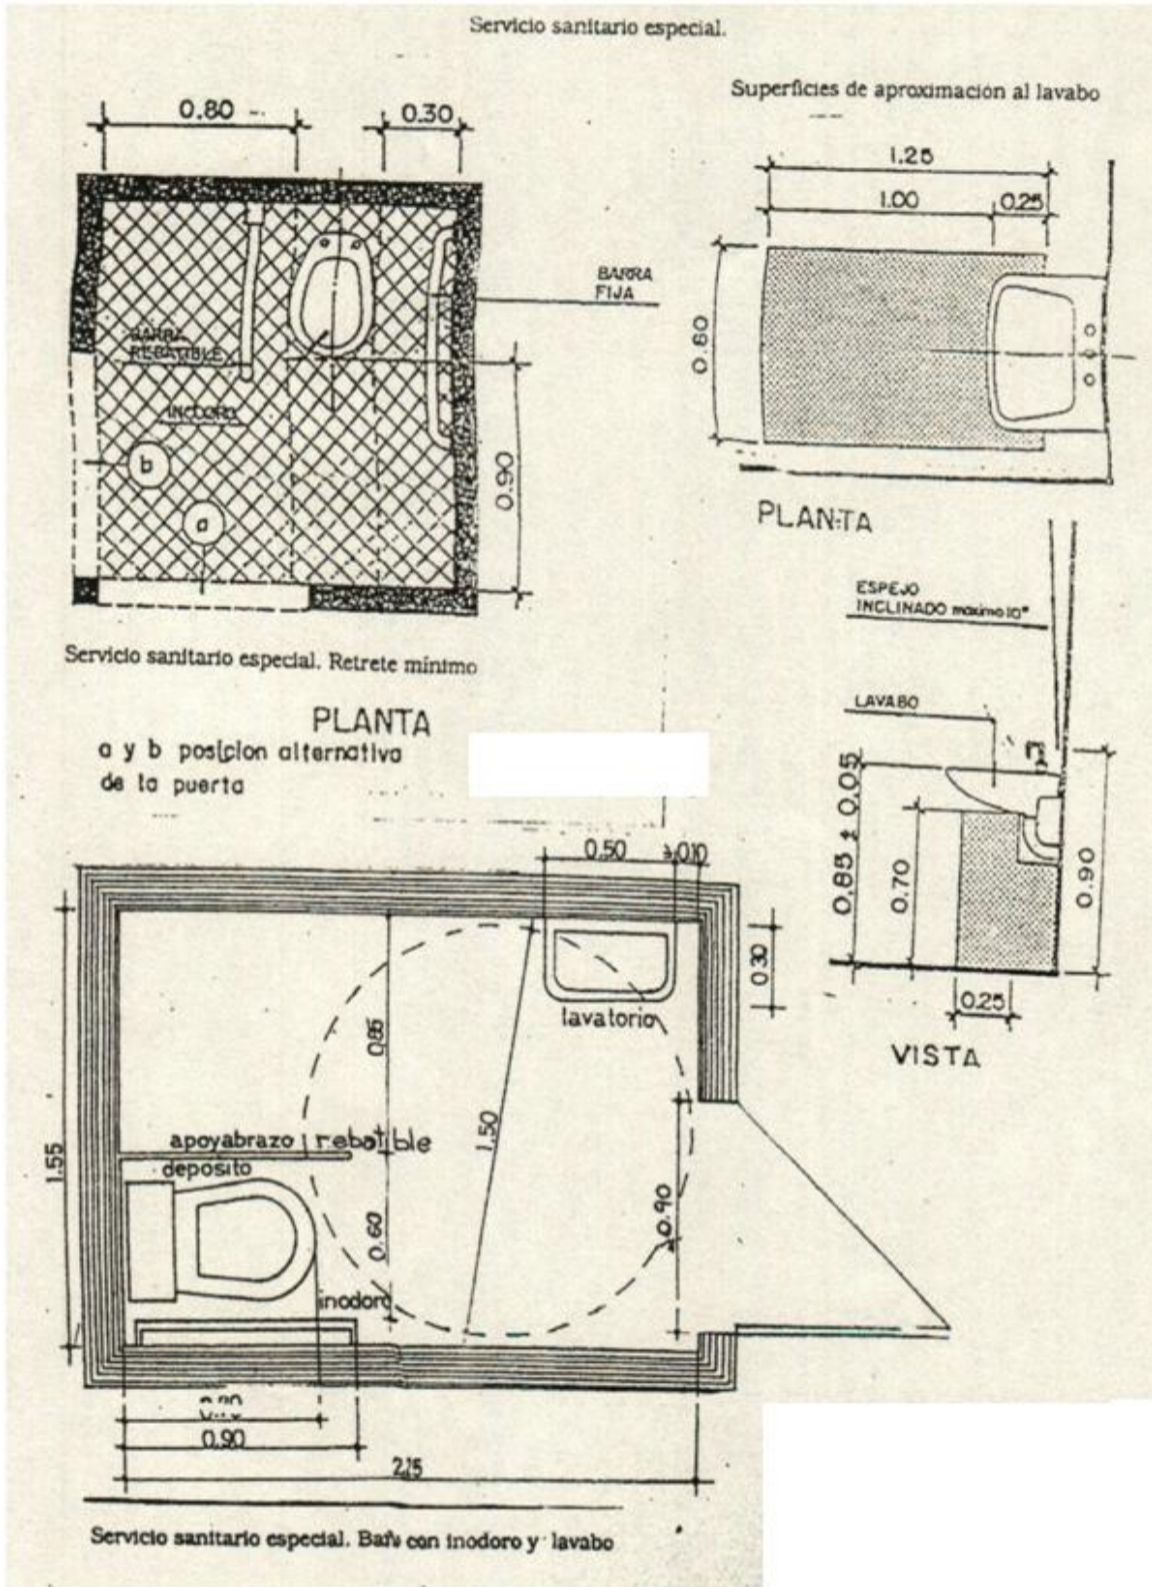 Servicio sanitario especial.
0.80
0.30
BARRA
REBATIBLE
INODORO
b
a
0.90
BARRA
FIJA
Servicio sanitario especial. Retrete mínimo
PLANTA
a y b posicion alternativa
de la puerta
Superficies de aproximación al lavabo
1.25
1.00
0.25
0.60
PLANTA
ESPEJO
INCLINADO maximo 10°
LAVABO
0.85 ± 0.05
0.70
0.90
0.25
VISTA
0.50
0.10
0.30
lavatorio
0.85
1.50
1.55
apoyabrazo rebatible
deposito
0.60
0.90
inodoro
0.90
2.15
Servicio sanitario especial. Baño con inodoro y lavabo